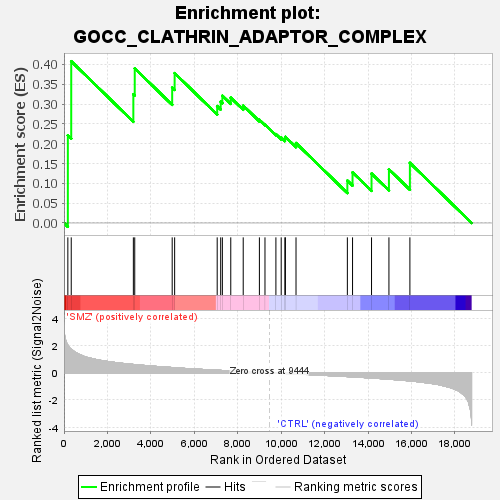 Enrichment plot:
GOCC_CLATHRIN_ADAPTOR_COMPLEX
Enrichment score (ES)
0.40
0.35
0.30
0.25
0.20
0.15
0.10
0.05
0.00
'SMZ' (positively correlated)
Ranked list metric (Signal2Noise)
4
2
0
-2
-4
Zero cross at 9444
'CTRL' (negatively correlated)
0 2,000 4,000 6,000 8,000 10,000 12,000 14,000 16,000 18,000
Rank in Ordered Dataset
Enrichment profile Hits Ranking metric scores